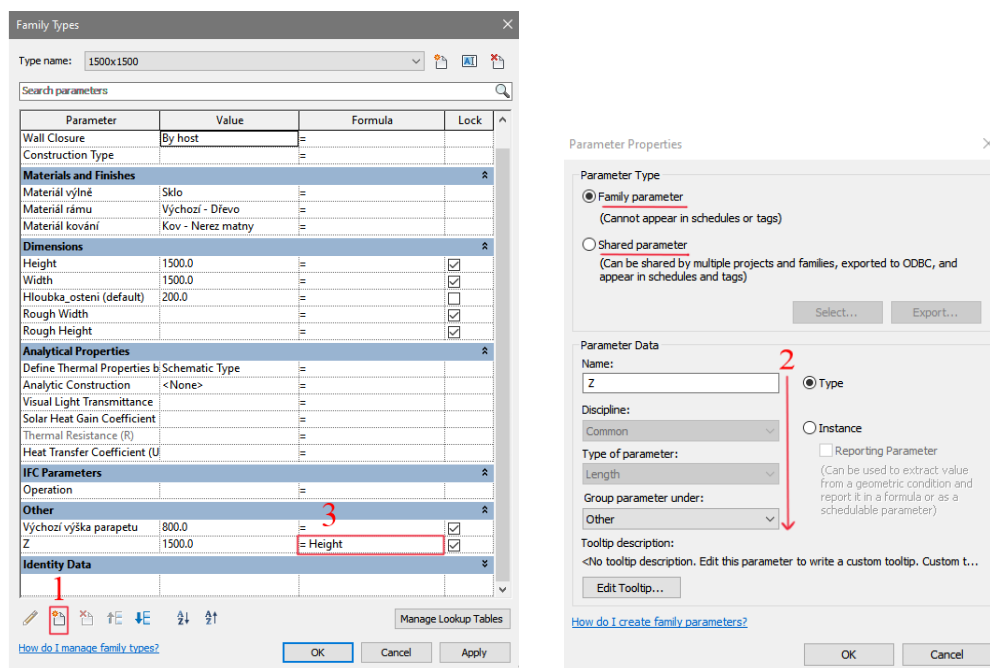 Family Types
Type name: 1500x1500
Search parameters
Parameter Value Formula Lock
Wall Closure By host =
Construction Type =
Materials and Finishes
Materiál výlně Sklo =
Materiál rámu Výchozí - Dřevo =
Materiál kování Kov - Nerez matny =
Dimensions
Height 1500.0 =
Width 1500.0 =
Hloubka_osteni (default) 200.0 =
Rough Width =
Rough Height =
Analytical Properties
Define Thermal Properties b Schematic Type =
Analytic Construction <None> =
Visual Light Transmittance =
Solar Heat Gain Coefficient =
Thermal Resistance (R) =
Heat Transfer Coefficient (U =
IFC Parameters
Operation =
Other
3
Výchozí výška parapetu 800.0 =
Z 1500.0 = Height
Identity Data
1
Manage Lookup Tables
How do I manage family types?
OK Cancel Apply
Parameter Properties
Parameter Type
Family parameter
(Cannot appear in schedules or tags)
Shared parameter
(Can be shared by multiple projects and families, exported to ODBC, and
appear in schedules and tags)
Select... Export...
Parameter Data
2
Name:
Z
Type
Discipline:
Common
Instance
Reporting Parameter
Type of parameter:
Length
(Can be used to extract value
from a geometric condition and
report it in a formula or as a
schedulable parameter)
Group parameter under:
Other
Tooltip description:
<No tooltip description. Edit this parameter to write a custom tooltip. Custom t...
Edit Tooltip...
How do I create family parameters?
OK Cancel